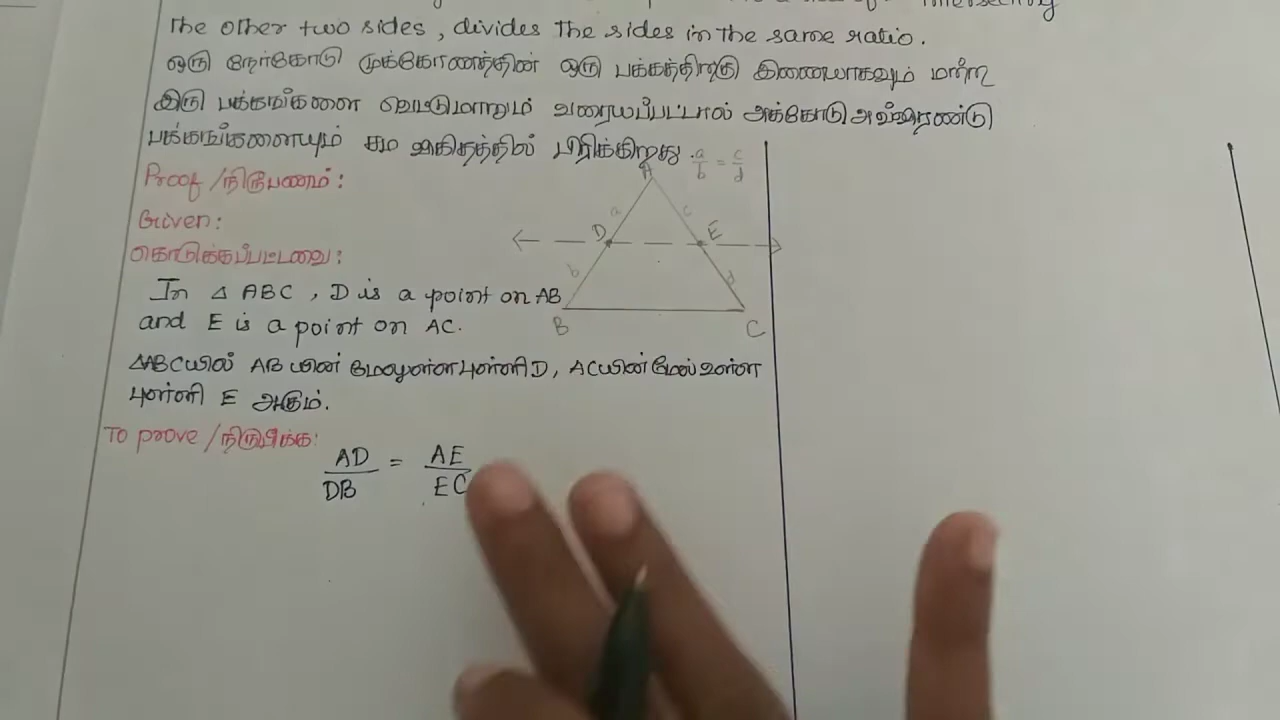 intersecting
The other two sides, divides the sides in the same ratio.
ஒரு நேர்கோடு முக்கோணத்தின் ஒரு பக்கத்திற்கு இணையாகவும் மற்ற
இரு பக்கங்களை வெட்டுமாறும் வரையப்பட்டால் அக்கோடு அவ்விரண்டு
பக்கங்களையும் சம விகிதத்தில் பிரிக்கிறது.
a/b = c/d
Proof/நிரூபணம்:
A
Given:
a c
D E
கொடுக்கப்பட்டவை:
b d
In △ ABC, D is a point on AB
and E is a point on AC.
B C
△ABCயில் AB யின் மேலுள்ள புள்ளி D, ACயின் மேல் உள்ள
புள்ளி E ஆகும்.
To prove/நிரூபிக்க:
AD/DB = AE/EC